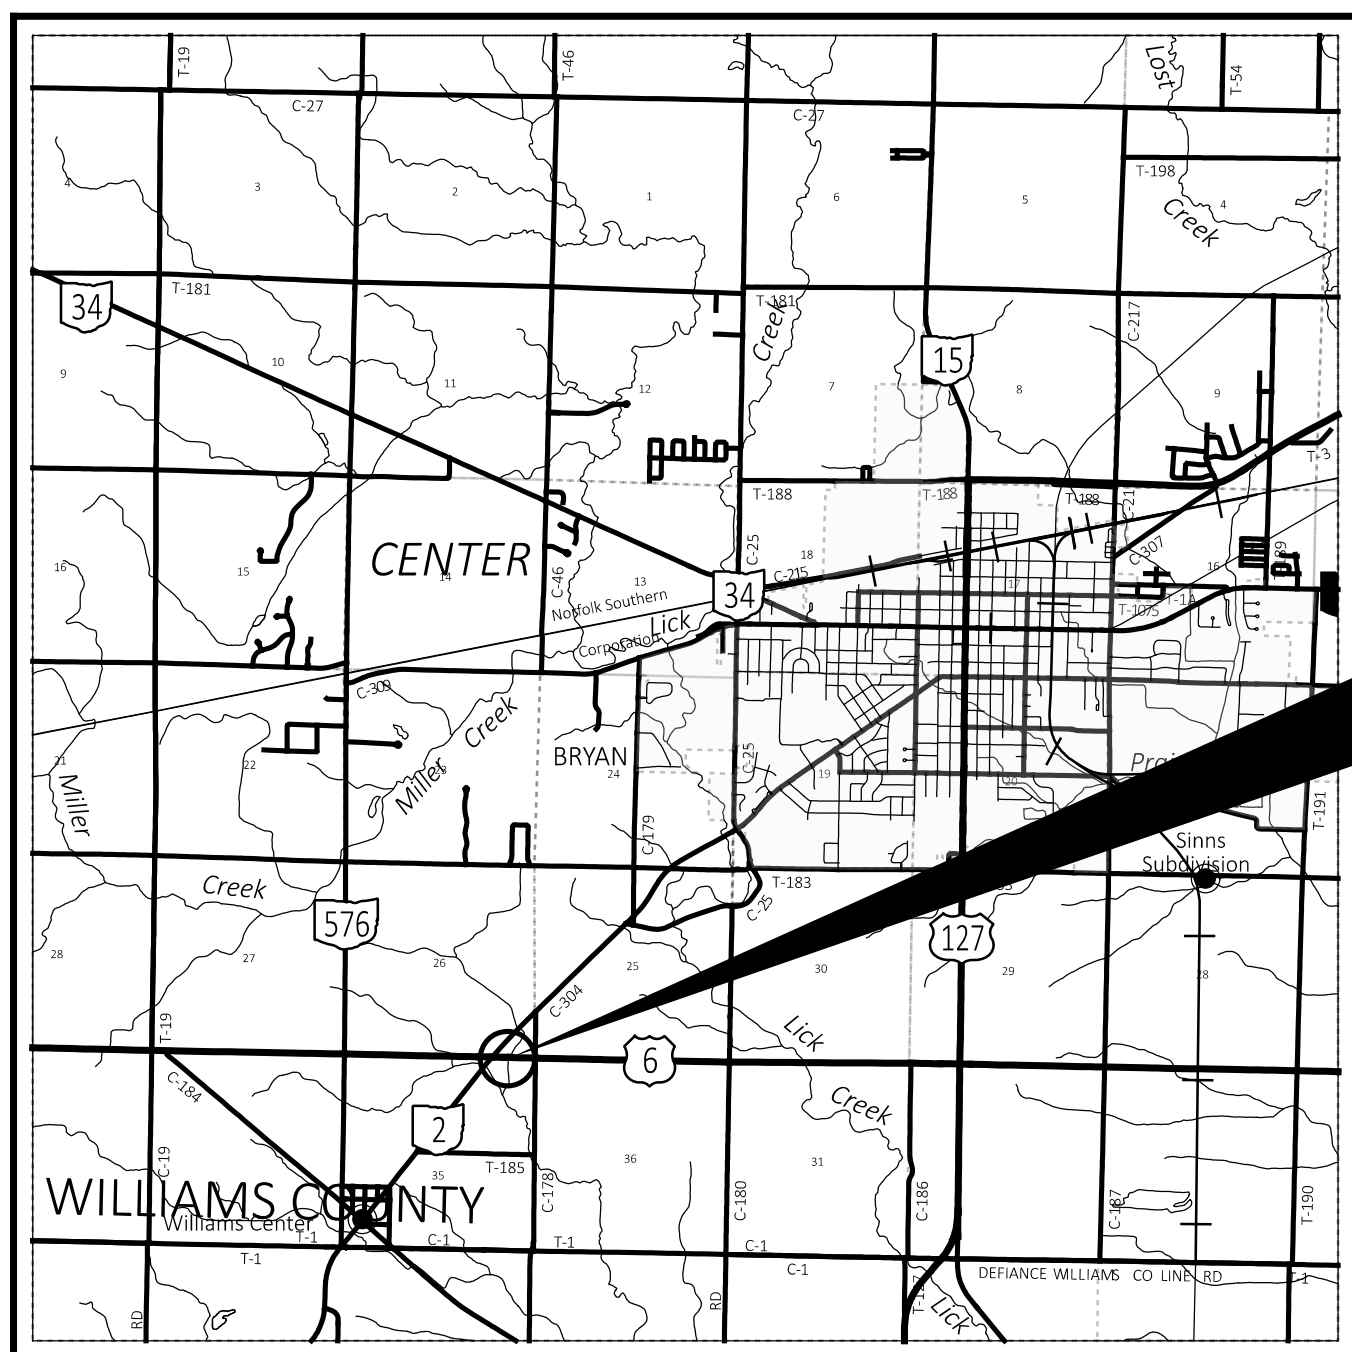 T-19
T-46
Lost
T-54
C-27
C-27
T-198
4
3
2
1
6
5
4
Creek
T-181
T-181
34
Creek
C-217
15
9
10
11
12
7
8
9
T-3
T-188
T-188
T-188
C-21
CENTER
C-25
18
C-307
16
15
14
C-46
13
34
C-215
17
16
Norfolk Southern
Corporation
Lick
T-1075
T-1A
C-309
Creek
BRYAN
C-25
21
22
23
24
19
20
Miller
Miller
C-179
T-191
Sinns
Subdivision
Creek
T-183
C-25
576
127
28
27
26
25
30
29
28
C-304
T-19
Lick
6
C-184
Creek
2
C-19
35
T-185
36
31
C-178
C-180
C-186
C-187
T-190
WILLIAMS COUNTY
Williams Center
T-1
T-1
C-1
T-1
C-1
C-1
DEFIANCE WILLIAMS CO LINE RD
T-1
RD
RD
Lick